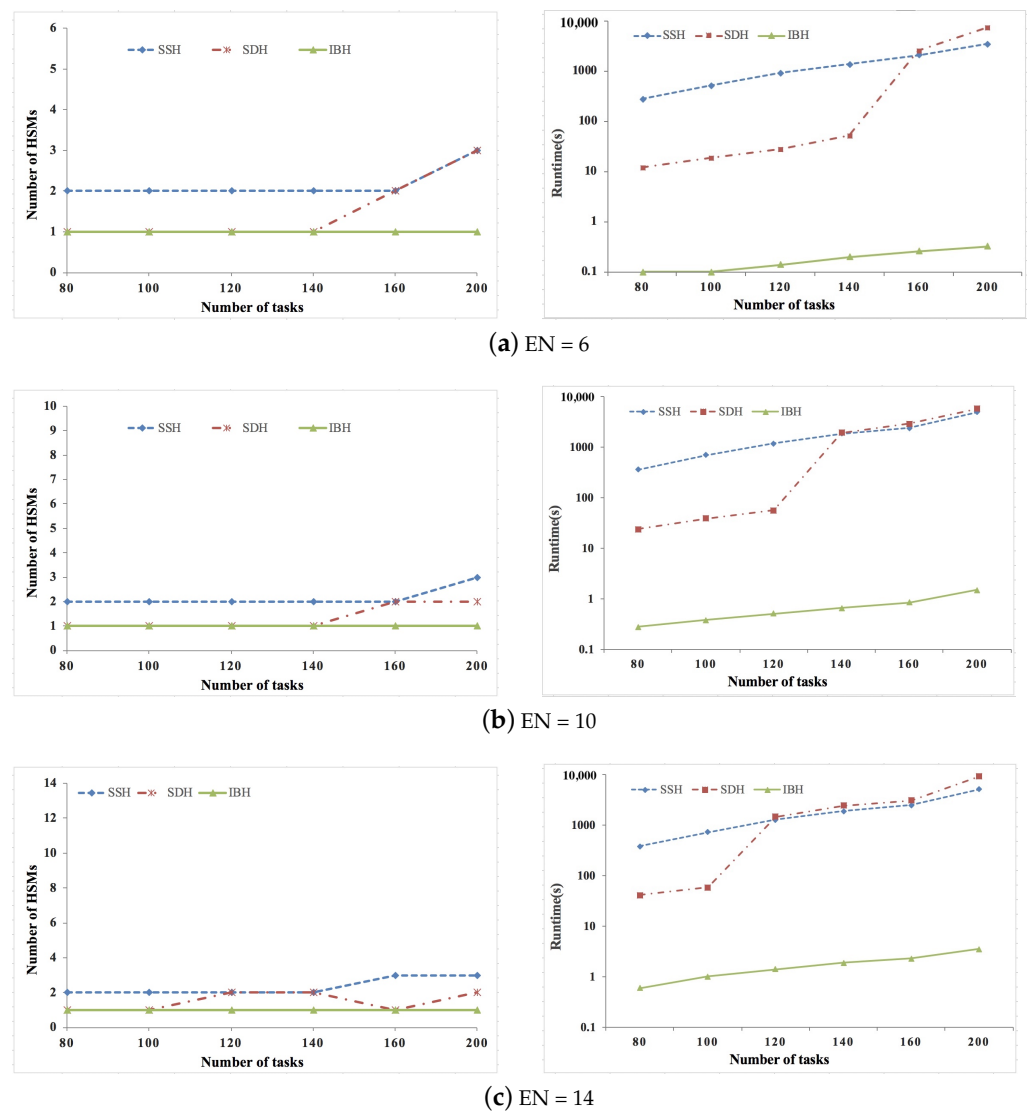 SSH SDH IBH
Number of HSMs
6
5
4
3
2
1
0
80 100 120 140 160 200
Number of tasks
SSH SDH IBH
Runtime(s)
10,000
1000
100
10
1
0.1
80 100 120 140 160 200
Number of tasks
(a) EN = 6
SSH SDH IBH
Number of HSMs
10
9
8
7
6
5
4
3
2
1
0
80 100 120 140 160 200
Number of tasks
SSH SDH IBH
Runtime(s)
10,000
1000
100
10
1
0.1
80 100 120 140 160 200
Number of tasks
(b) EN = 10
SSH SDH IBH
Number of HSMs
14
12
10
8
6
4
2
0
80 100 120 140 160 200
Number of tasks
SSH SDH IBH
Runtime(s)
10,000
1000
100
10
1
0.1
80 100 120 140 160 200
Number of tasks
(c) EN = 14